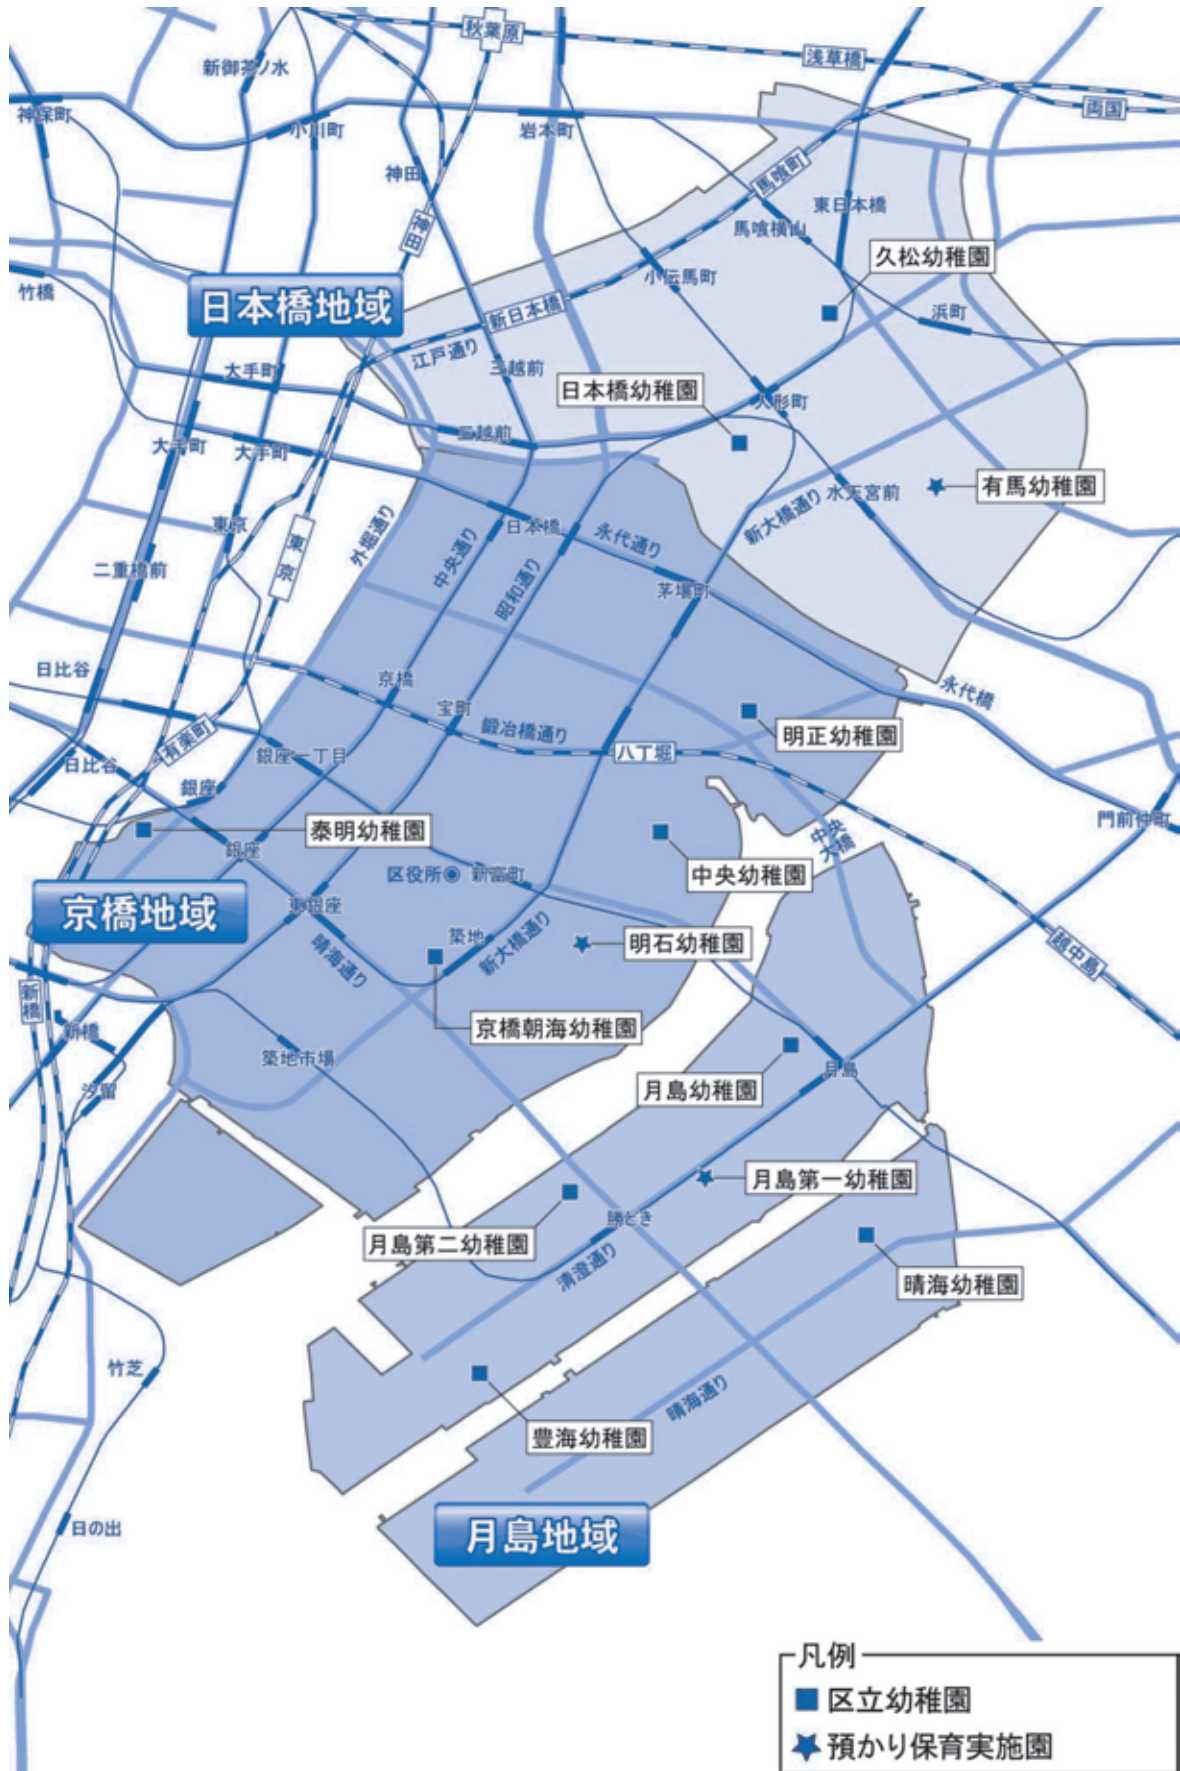 秋葉原
浅草橋
新御茶ノ水
神保町
小川町
岩本町
両国
神田
馬喰町
東日本橋
神田
馬喰横山
久松幼稚園
小伝馬町
竹橋
日本橋地域
新日本橋
浜町
江戸通り
三越前
大手町
日本橋幼稚園
人形町
三越前
大手町
大手町
有馬幼稚園
水天宮前
新大橋通り
東京
外堀通り
日本橋
永代通り
東京
中央通り
昭和通り
二重橋前
茅場町
日比谷
京橋
永代橋
宝町
鍛冶橋通り
明正幼稚園
有楽町
銀座一丁目
八丁堀
日比谷
銀座
門前仲町
泰明幼稚園
中央
大橋
銀座
区役所
新富町
中央幼稚園
京橋地域
東銀座
築地
新大橋通り
明石幼稚園
晴海通り
越中島
新橋
京橋朝海幼稚園
新橋
築地市場
月島
汐留
月島幼稚園
月島第一幼稚園
勝どき
月島第二幼稚園
清澄通り
晴海幼稚園
竹芝
晴海通り
豊海幼稚園
日の出
月島地域
凡例
区立幼稚園
預かり保育実施園